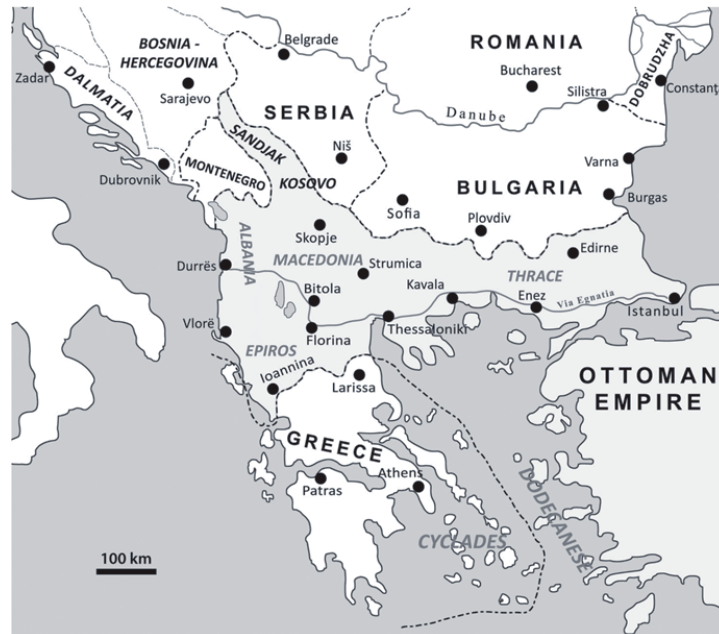 BOSNIA -
HERCEGOVINA
Belgrade
ROMANIA
Zadar
DALMATIA
Sarajevo
Bucharest
DOBRUDZHA
Silistra
Constanţ
Danube
SERBIA
SANDJAK
Niš
MONTENEGRO
KOSOVO
Dubrovnik
Varna
BULGARIA
Burgas
Sofia
Plovdiv
ALBANIA
Skopje
Edirne
MACEDONIA
Strumica
THRACE
Durrës
Kavala
Bitola
Enez
Via Egnatia
Istanbul
Vlorë
Florina
Thessaloniki
EPIROS
Ioannina
Larissa
OTTOMAN
EMPIRE
GREECE
Athens
Patras
DODECANESE
CYCLADES
100 km